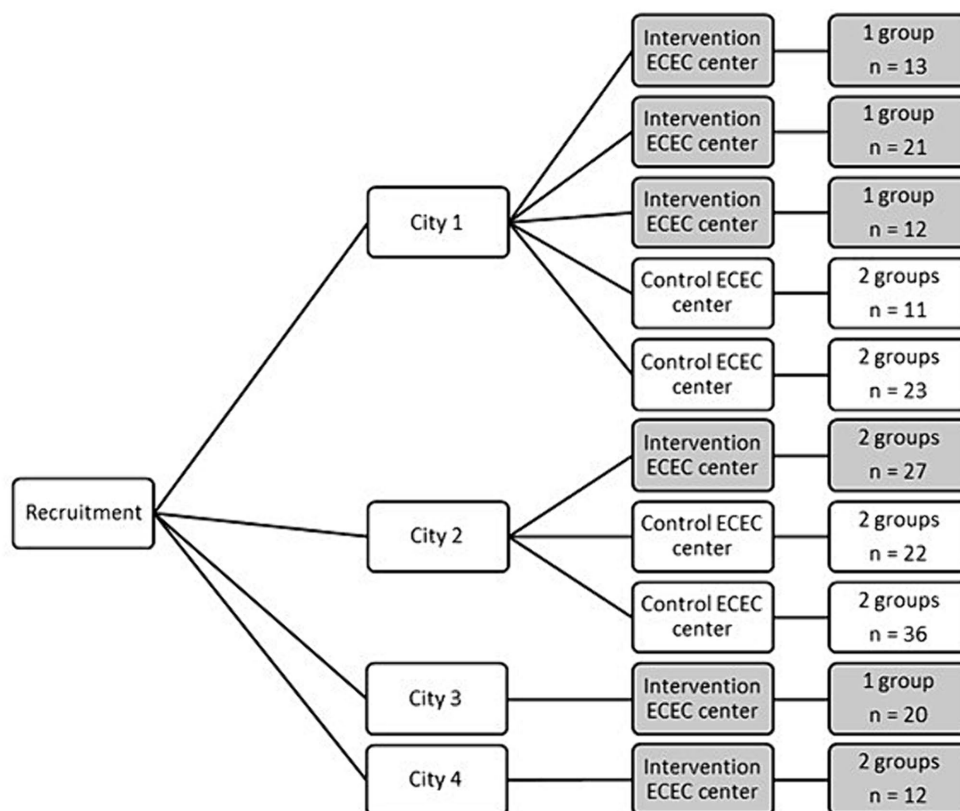 Recruitment
City 1
Intervention
ECEC center
1 group
n = 13
Intervention
ECEC center
1 group
n = 21
Intervention
ECEC center
1 group
n = 12
Control ECEC
center
2 groups
n = 11
Control ECEC
center
2 groups
n = 23
City 2
Intervention
ECEC center
2 groups
n = 27
Control ECEC
center
2 groups
n = 22
Control ECEC
center
2 groups
n = 36
City 3
Intervention
ECEC center
1 group
n = 20
City 4
Intervention
ECEC center
2 groups
n = 12